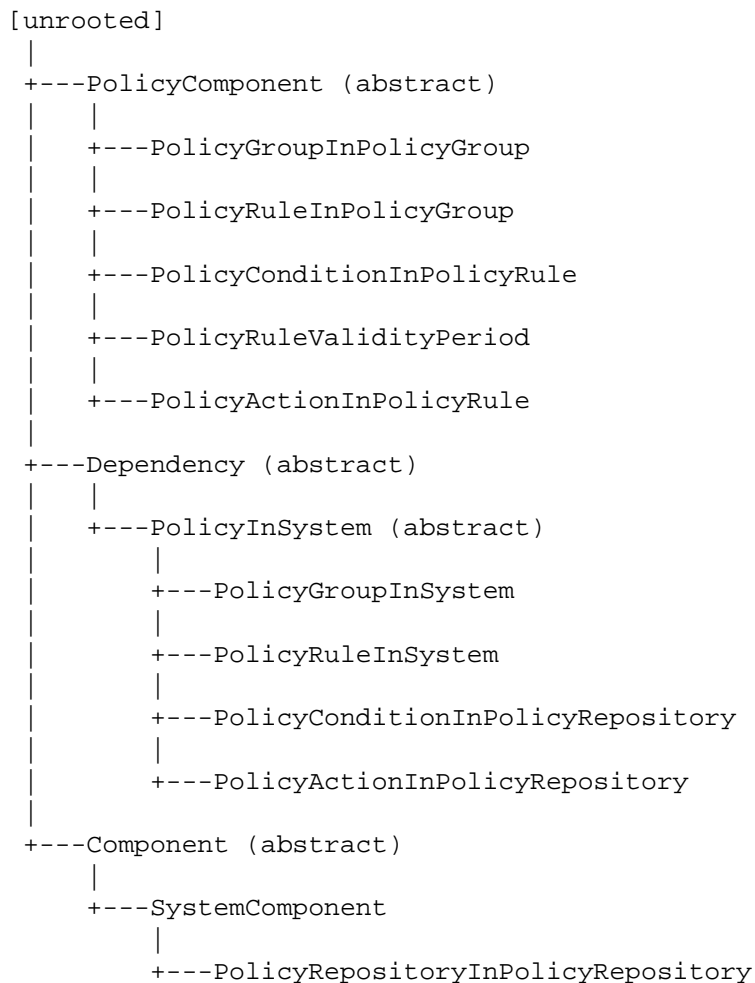 [unrooted]
 |
 +---PolicyComponent (abstract)
 |   |
 |   +---PolicyGroupInPolicyGroup
 |   |
 |   +---PolicyRuleInPolicyGroup
 |   |
 |   +---PolicyConditionInPolicyRule
 |   |
 |   +---PolicyRuleValidityPeriod
 |   |
 |   +---PolicyActionInPolicyRule
 |
 +---Dependency (abstract)
 |   |
 |   +---PolicyInSystem (abstract)
 |       |
 |       +---PolicyGroupInSystem
 |       |
 |       +---PolicyRuleInSystem
 |       |
 |       +---PolicyConditionInPolicyRepository
 |       |
 |       +---PolicyActionInPolicyRepository
 |
 +---Component (abstract)
     |
     +---SystemComponent
         |
         +---PolicyRepositoryInPolicyRepository